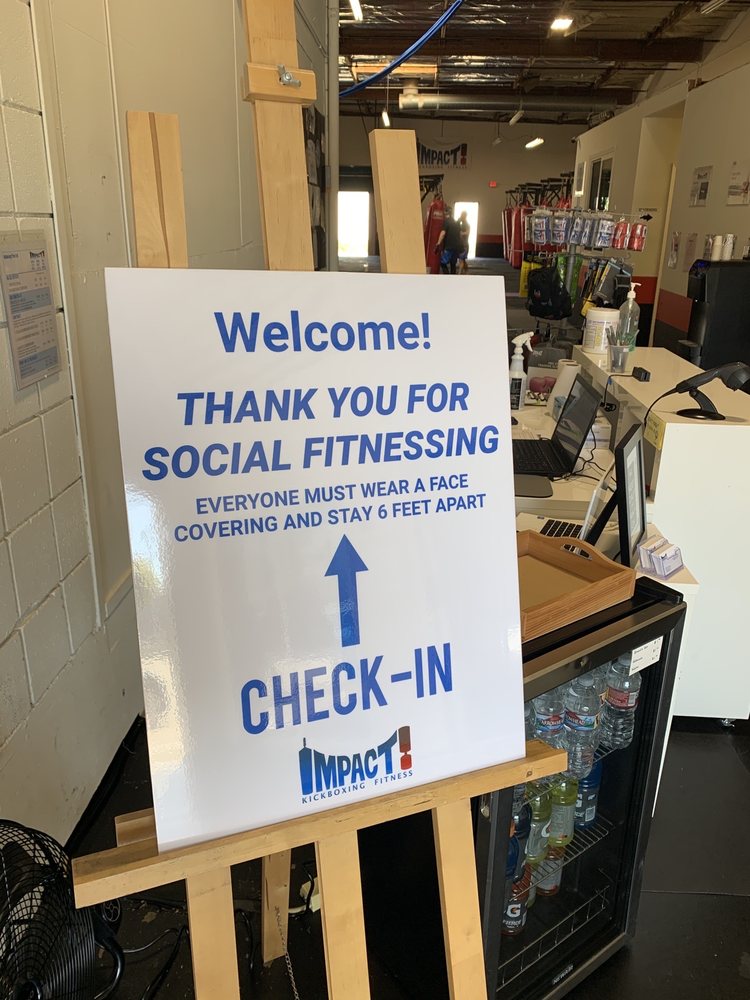 Welcome!
THANK YOU FOR
SOCIAL FITNESSING
EVERYONE MUST WEAR A FACE
COVERING AND STAY 6 FEET APART
CHECK-IN
IMPACT!
KICKBOXING FITNESS
IMPACT!